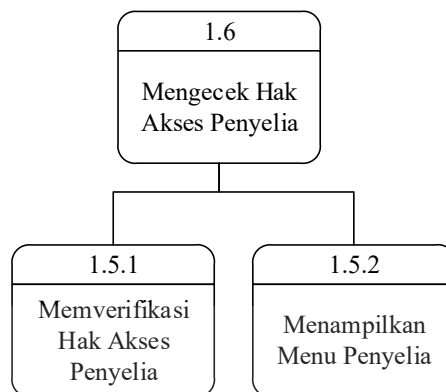 1.6
Mengecek Hak
Akses Penyelia
1.5.1
Memverifikasi
Hak Akses
Penyelia
1.5.2
Menampilkan
Menu Penyelia